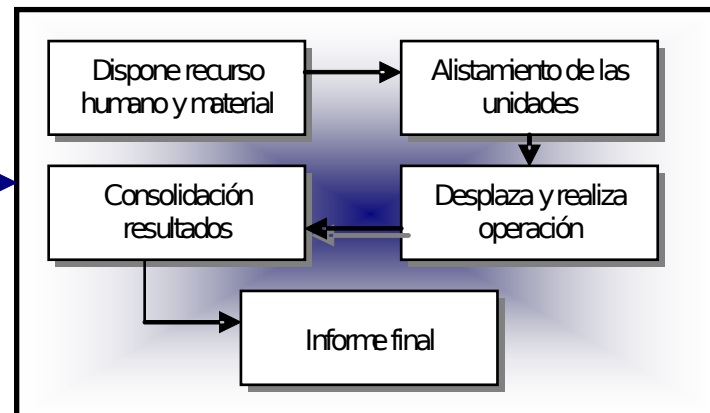 Dispone recurso
humano y material
Alistamiento de las
unidades
Desplaza y realiza
operación
Consolidación
resultados
Informe final